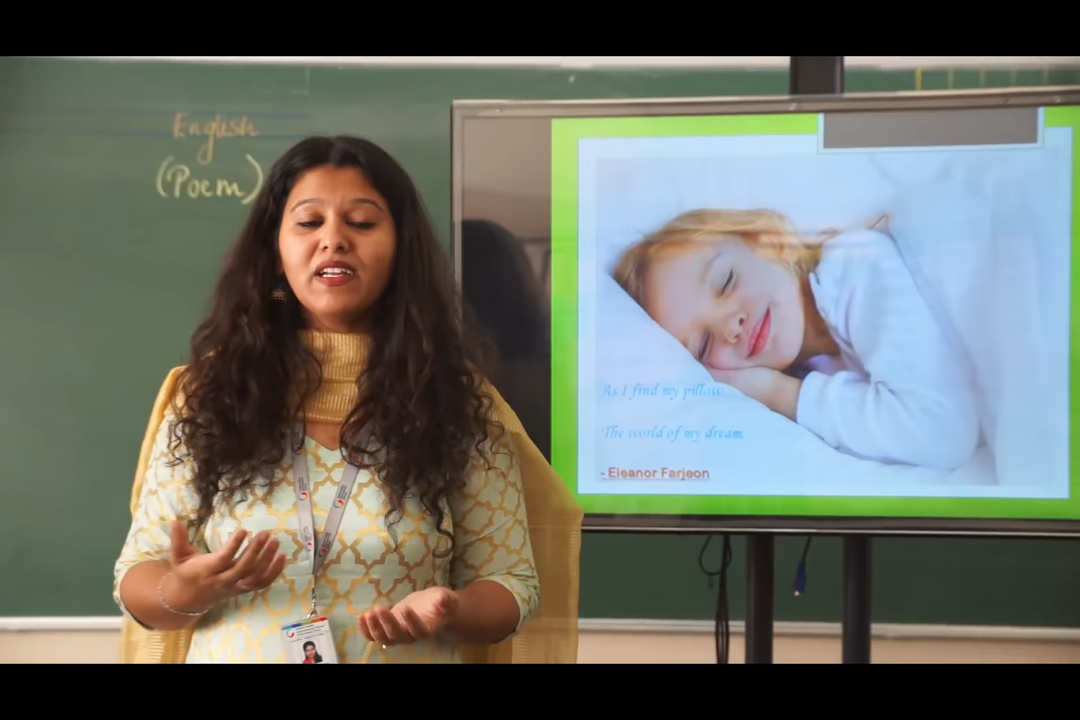 English
(Poem)
As I find my pillow
The world of my dream.
- Eleanor Farjeon